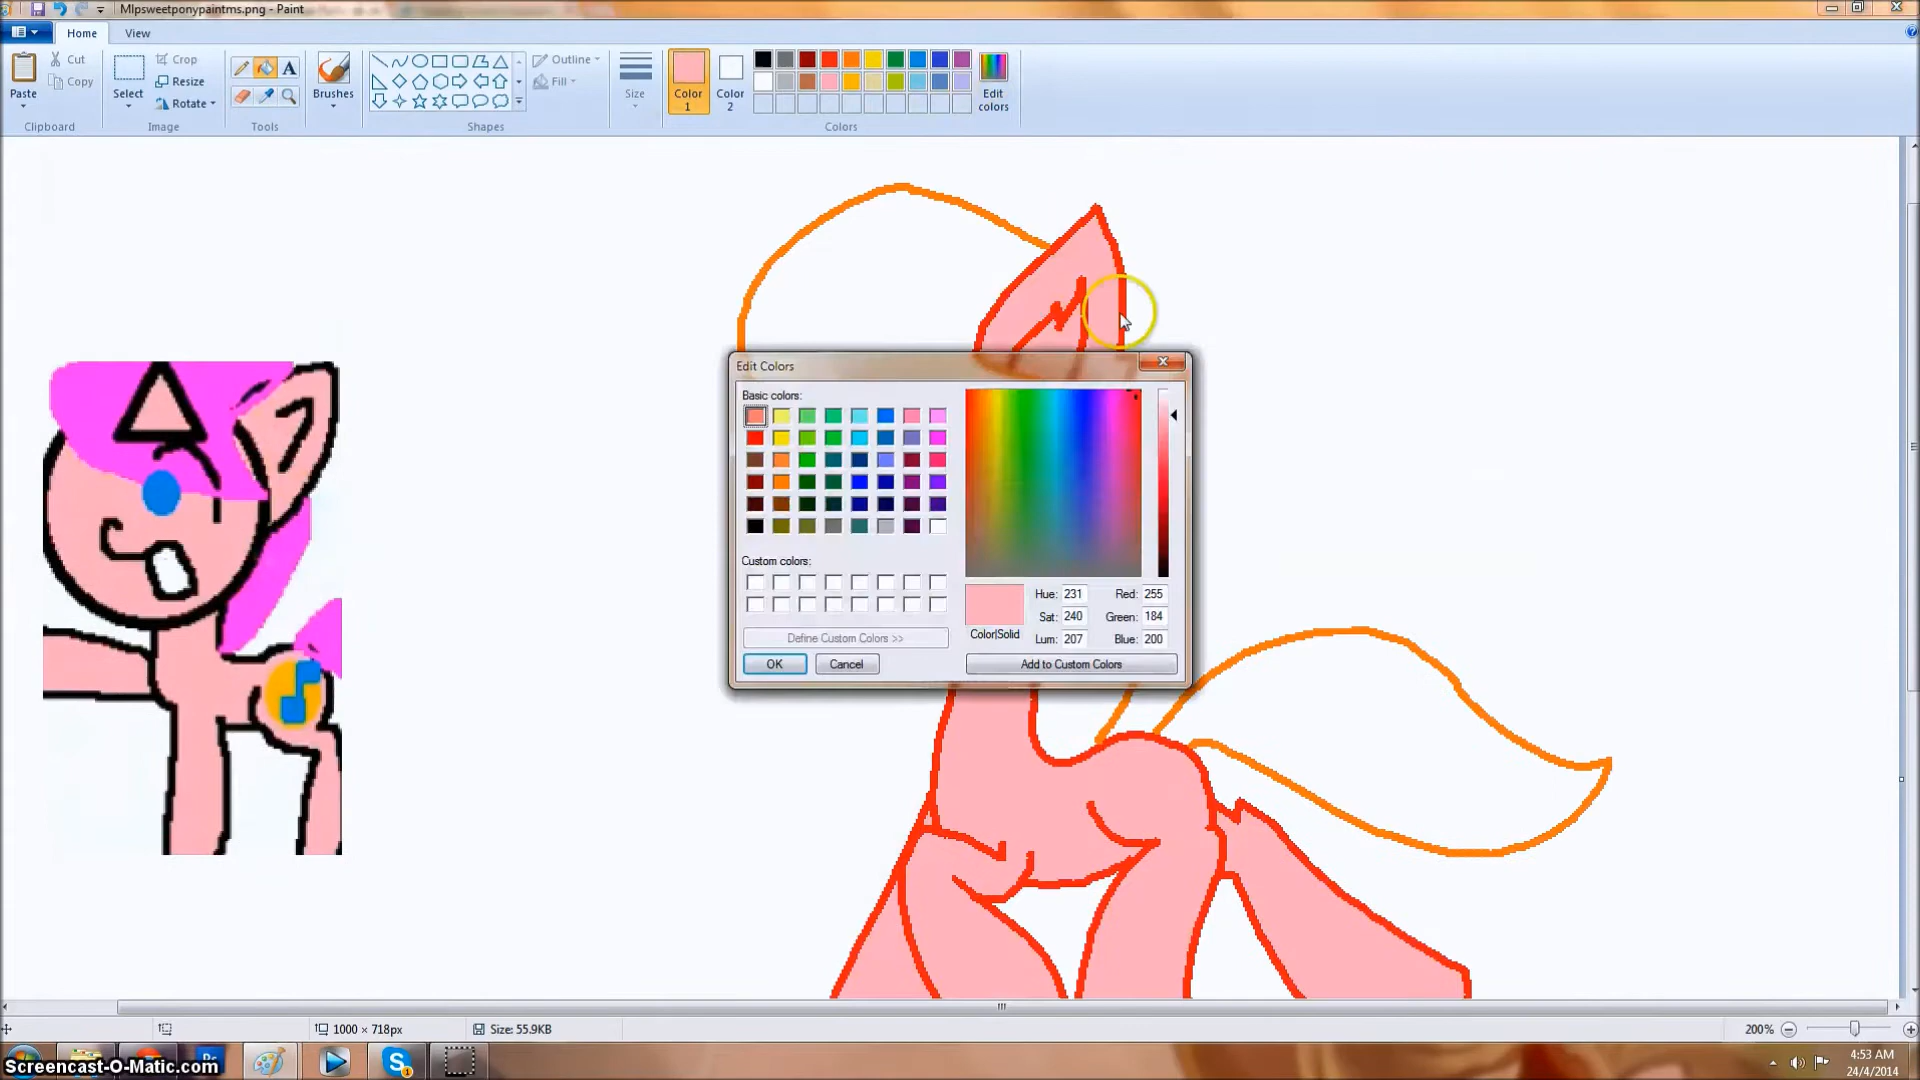 Mlpsweetponypaintms.png - Paint
Home View
Cut
Copy
Paste
Clipboard
Select
Crop
Resize
Rotate
Image
A
Tools
Brushes
Outline
Fill
Shapes
Size
Color 1
Color 2
Edit colors
Colors
Edit Colors
Basic colors:
Custom colors:
Define Custom Colors >>
OK Cancel
Color|Solid
Hue: 231 Red: 255
Sat: 240 Green: 184
Lum: 207 Blue: 200
Add to Custom Colors
1000 × 718px
Size: 55.9KB
200%
Ps
S
1
Screencast-O-Matic.com
4:53 AM
24/4/2014